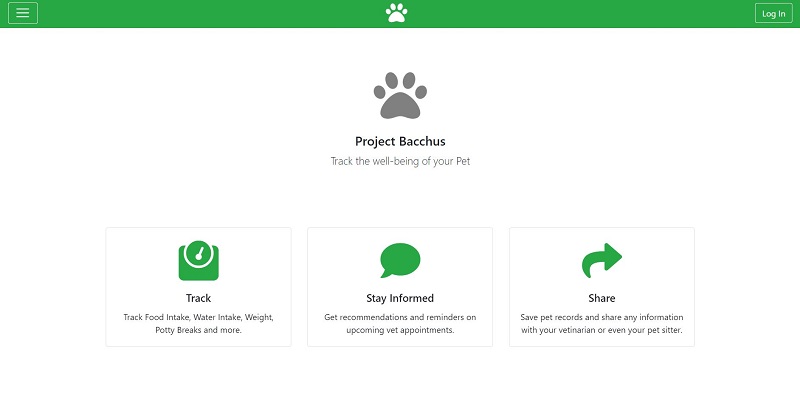 Log In
Project Bacchus
Track the well-being of your Pet
Track
Track Food Intake, Water Intake, Weight,
Potty Breaks and more.
Stay Informed
Get recommendations and reminders on
upcoming vet appointments.
Share
Save pet records and share any information
with your vetinarian or even your pet sitter.